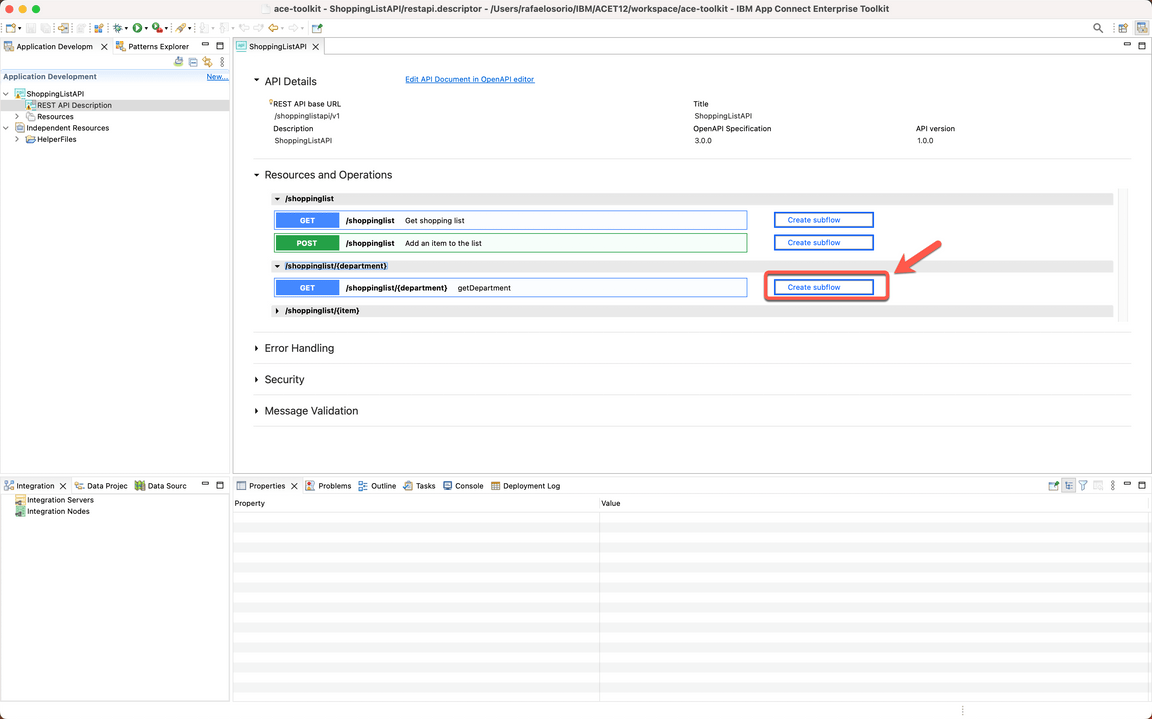 ace-toolkit - ShoppingListAPI/restapi.descriptor - /Users/rafaelosorio/IBM/ACET12/workspace/ace-toolkit - IBM App Connect Enterprise Toolkit
Application Developm
Patterns Explorer
Application Development
New...
ShoppingListAPI
REST API Description
Resources
Independent Resources
HelperFiles
ShoppingListAPI
API Details
Edit API Document in OpenAPI editor
REST API base URL
/shoppinglistapi/v1
Title
ShoppingListAPI
Description
ShoppingListAPI
OpenAPI Specification
3.0.0
API version
1.0.0
Resources and Operations
/shoppinglist
GET /shoppinglist Get shopping list Create subflow
POST /shoppinglist Add an item to the list Create subflow
/shoppinglist/{department}
GET /shoppinglist/{department} getDepartment Create subflow
/shoppinglist/{item}
Error Handling
Security
Message Validation
Integration
Data Projec
Data Sourc
Integration Servers
Integration Nodes
Properties
Problems
Outline
Tasks
Console
Deployment Log
Property
Value